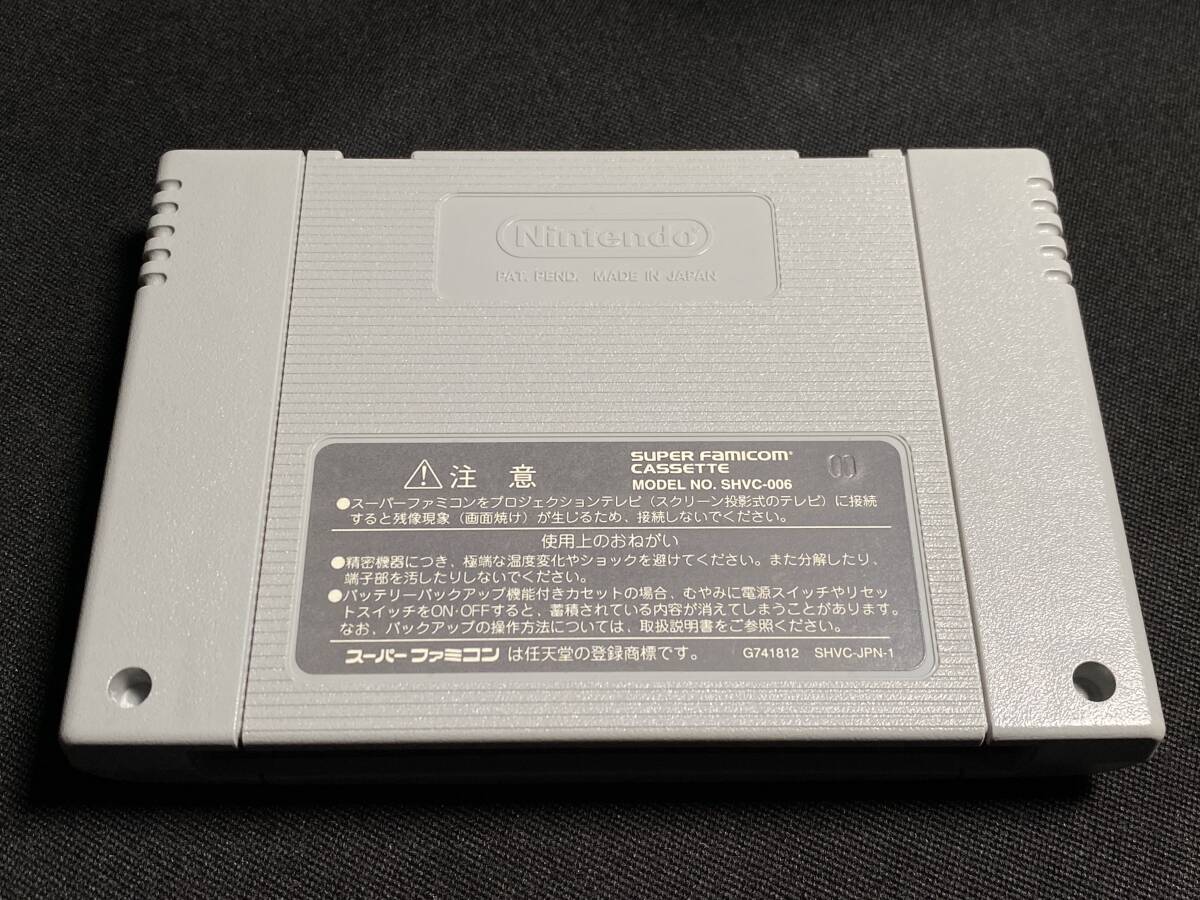 Nintendo®
PAT. PEND. MADE IN JAPAN
⚠ 注意
SUPER FAMICOM®
CASSETTE
MODEL NO. SHVC-006
●スーパーファミコンをプロジェクションテレビ（スクリーン投影式のテレビ）に接続
すると残像現象（画面焼け）が生じるため、接続しないでください。
使用上のおねがい
●精密機器につき、極端な温度変化やショックを避けてください。また分解したり、
端子部を汚したりしないでください。
●バッテリーバックアップ機能付きカセットの場合、むやみに電源スイッチやリセッ
トスイッチをON・OFFすると、蓄積されている内容が消えてしまうことがあります。
なお、バックアップの操作方法については、取扱説明書をご参照ください。
スーパーファミコンは任天堂の登録商標です。 G741812 SHVC-JPN-1